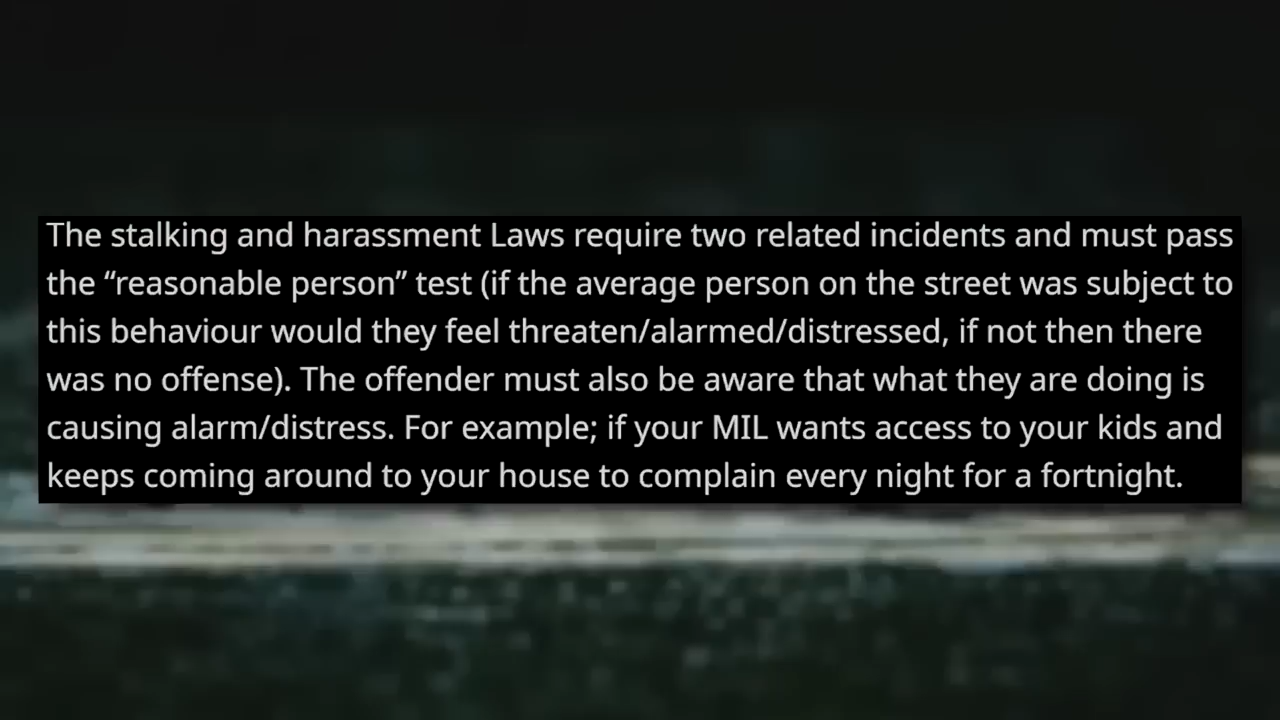 The stalking and harassment Laws require two related incidents and must pass
the “reasonable person” test (if the average person on the street was subject to
this behaviour would they feel threaten/alarmed/distressed, if not then there
was no offense). The offender must also be aware that what they are doing is
causing alarm/distress. For example; if your MIL wants access to your kids and
keeps coming around to your house to complain every night for a fortnight.